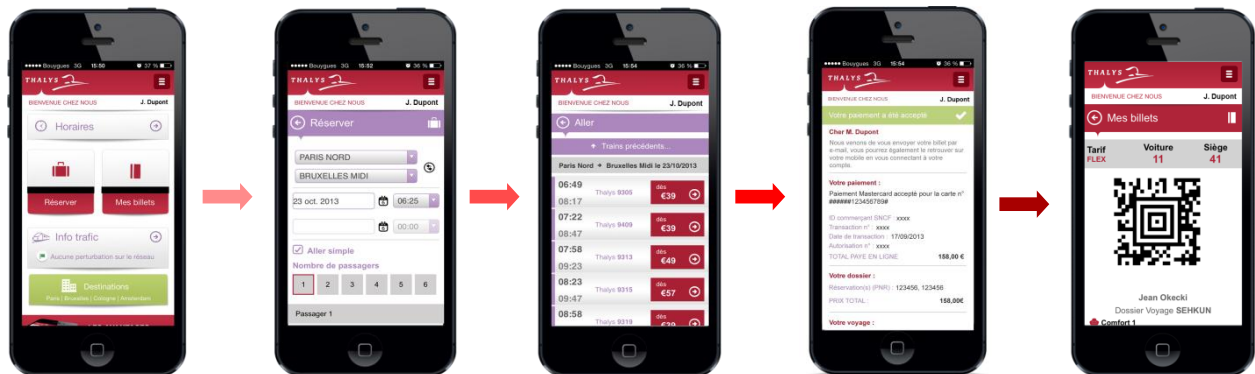 Bouygues 3G 15:50 37 %
THALYS
BIENVENUE CHEZ NOUS J. Dupont
Horaires
Réserver Mes billets
Info trafic
Aucune perturbation sur le réseau
Destinations
Paris | Bruxelles | Cologne | Amsterdam
Bouygues 3G 15:52 36 %
THALYS
BIENVENUE CHEZ NOUS J. Dupont
Réserver
PARIS NORD
BRUXELLES MIDI
23 oct. 2013 06:25
00:00
Aller simple
Nombre de passagers
1 2 3 4 5 6
Passager 1
Bouygues 3G 15:54 36 %
THALYS
BIENVENUE CHEZ NOUS J. Dupont
Aller
Trains précédents...
Paris Nord Bruxelles Midi le 23/10/2013
06:49 Thalys 9305 dès €39
08:17
07:22 Thalys 9409 dès €39
08:47
07:58 Thalys 9213 dès €49
09:23
08:23 Thalys 9315 dès €57
09:47
08:58 Thalys 9319 dès €39
Bouygues 3G 15:54 36 %
THALYS
BIENVENUE CHEZ NOUS J. Dupont
Votre paiement a été accepté
Cher M. Dupont
Nous venons de vous envoyer votre billet par
e-mail, vous pourrez également le retrouver sur
votre mobile en vous connectant à votre
compte.
Votre paiement :
Paiement Mastercard accepté pour la carte n°
######123456789#
ID commerçant SNCF : xxxx
Transaction n° : xxxx
Date de transaction : 17/09/2013
Autorisation n° : xxxx
TOTAL PAYE EN LIGNE 158,00 €
Votre dossier :
Réservation(s) (PNR) : 123456, 123456
PRIX TOTAL : 158,00€
Votre voyage :
THALYS
BIENVENUE CHEZ NOUS J. Dupont
Mes billets
Tarif Voiture Siège
FLEX 11 41
Jean Okecki
Dossier Voyage SEHKUN
Comfort 1